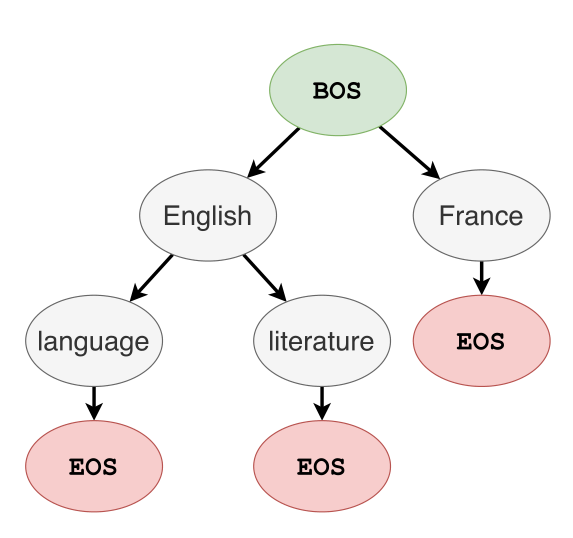 BOS
English
France
language
literature
EOS
EOS
EOS